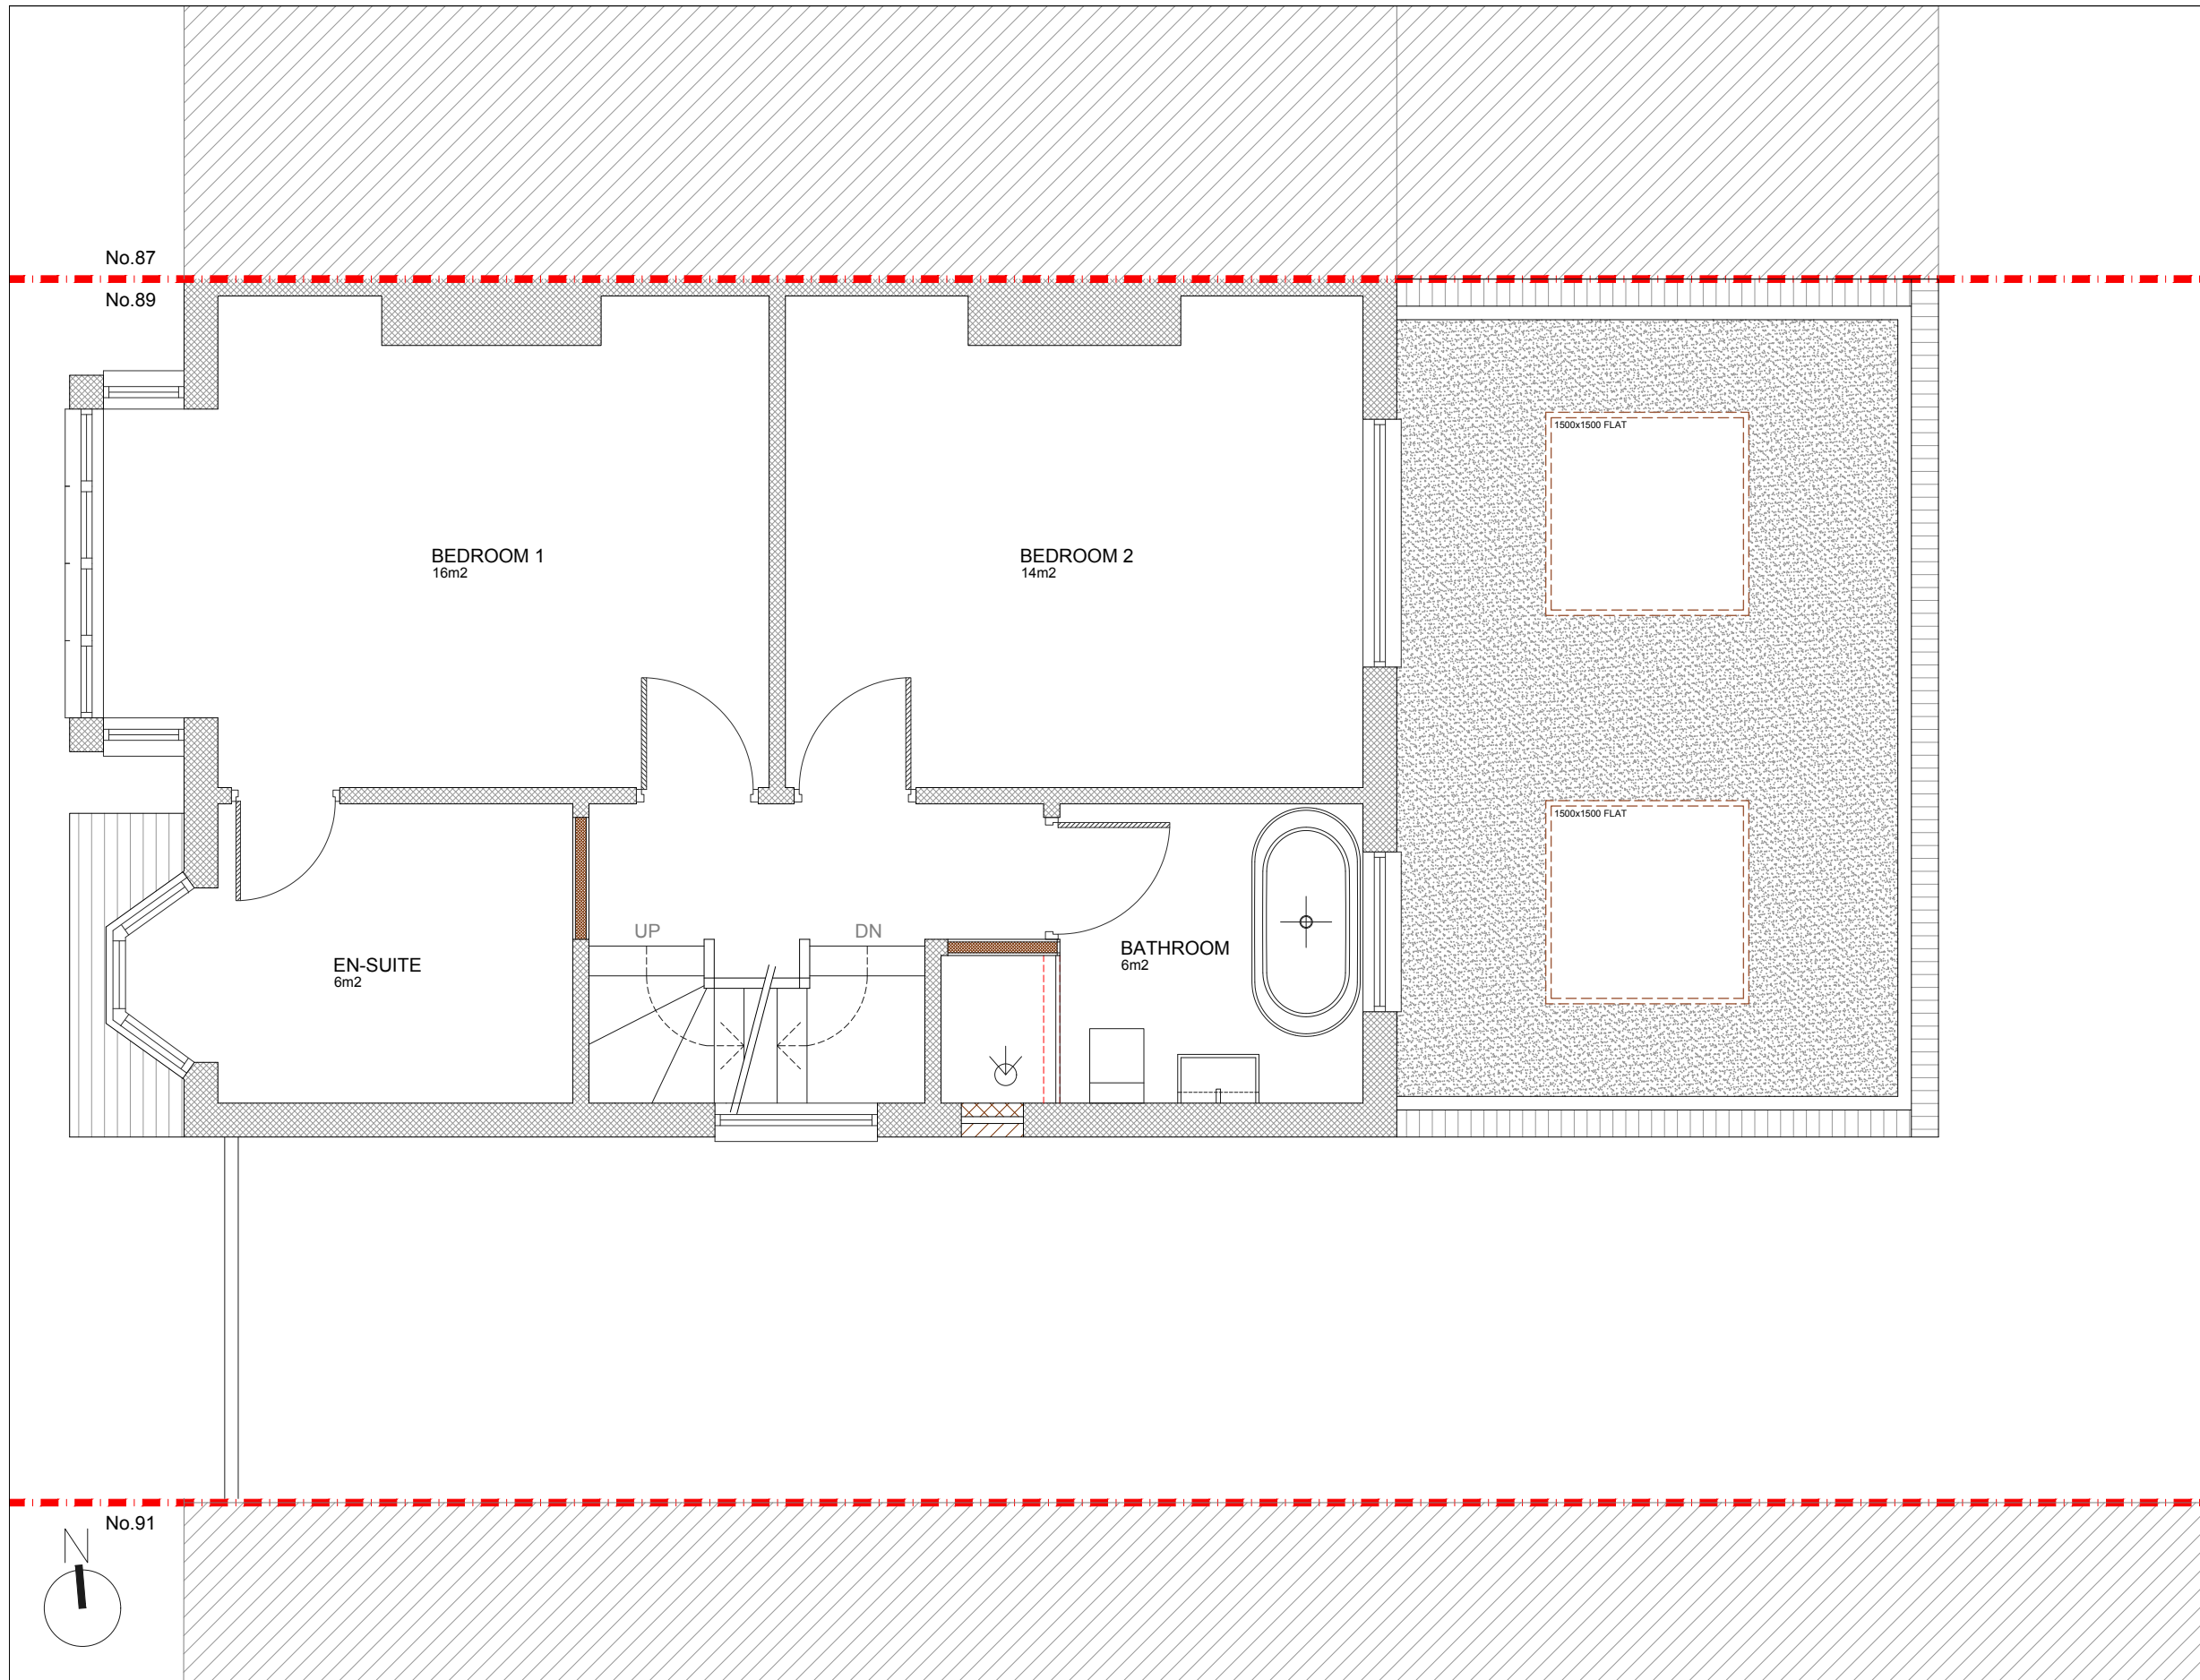 No.87
No.89
1500x1500 FLAT
BEDROOM 1
16m2
BEDROOM 2
14m2
1500x1500 FLAT
UP
DN
BATHROOM
6m2
EN-SUITE
6m2
No.91
N